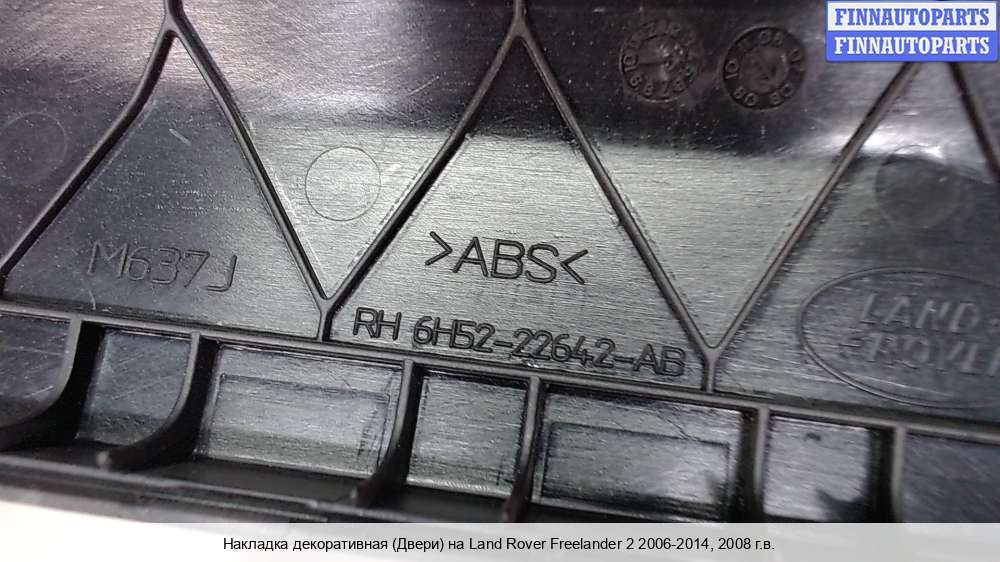 FINNAUTOPARTS
FINNAUTOPARTS
M637J
>ABS<
RH 6H52-22642-AB
LAND
-ROVER
Накладка декоративная (Двери) на Land Rover Freelander 2 2006-2014, 2008 г.в.